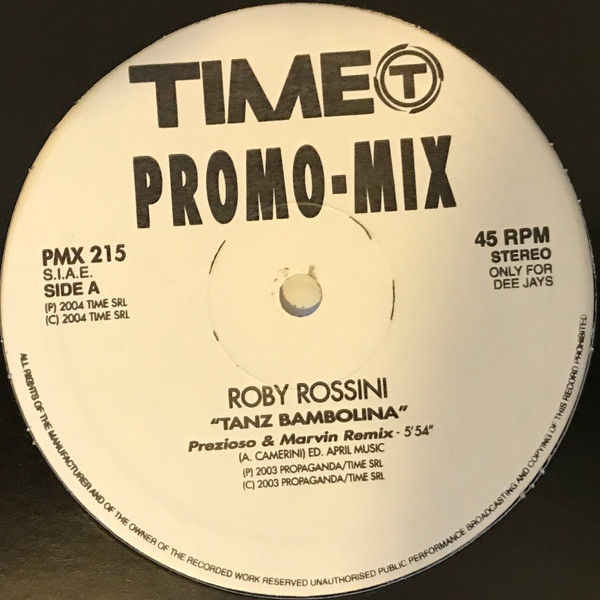 TIME T
PROMO-MIX
PMX 215
S.I.A.E.
SIDE A
(P) 2004 TIME SRL
(C) 2004 TIME SRL
45 RPM
STEREO
ONLY FOR
DEE JAYS
ROBY ROSSINI
"TANZ BAMBOLINA"
Prezioso & Marvin Remix - 5'54"
(A. CAMERINI) ED. APRIL MUSIC
(P) 2003 PROPAGANDA/TIME SRL
(C) 2003 PROPAGANDA/TIME SRL
ALL RIGHTS OF THE MANUFACTURER AND OF THE OWNER OF THE RECORDED WORK RESERVED UNAUTHORISED PUBLIC PERFORMANCE BROADCASTING AND COPYING OF THIS RECORD PROHIBITED